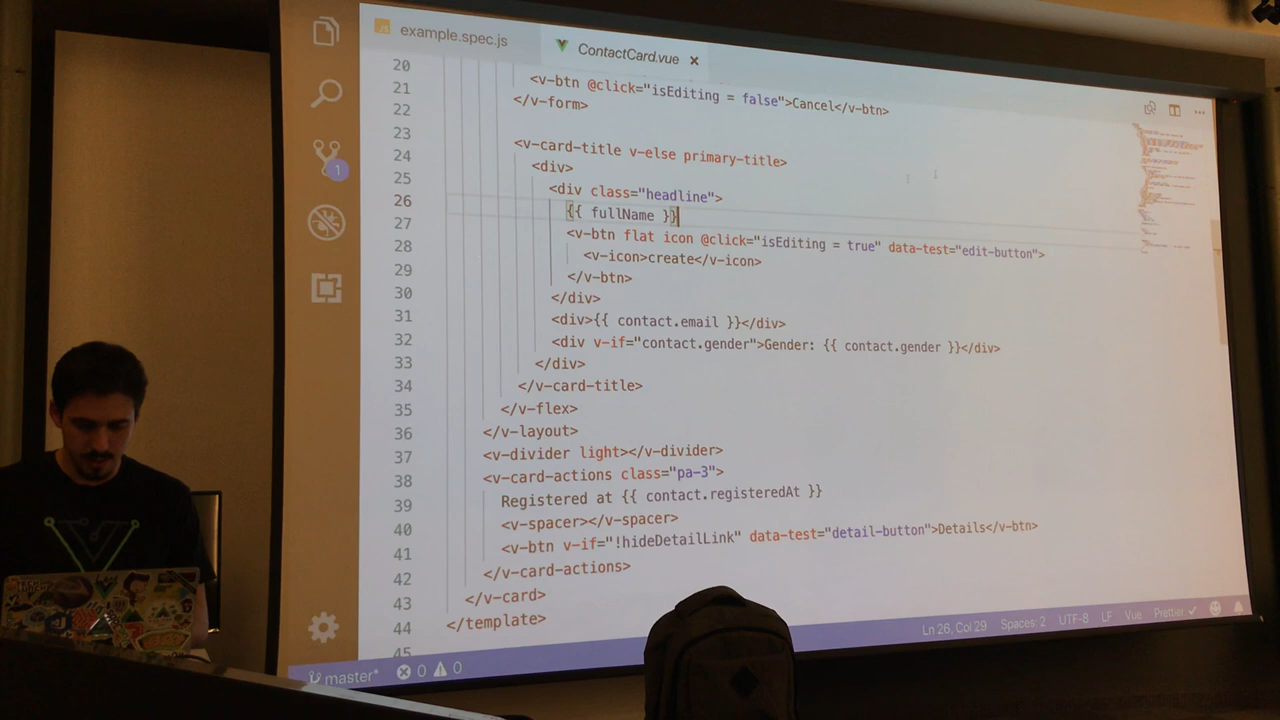 example.spec.js
ContactCard.vue ×
20
21 <v-btn @click="isEditing = false">Cancel</v-btn>
22 </v-form>
23
24 <v-card-title v-else primary-title>
25 <div>
26 <div class="headline">
27 {{ fullName }}
28 <v-btn flat icon @click="isEditing = true" data-test="edit-button">
29 <v-icon>create</v-icon>
30 </v-btn>
31 </div>
32 <div>{{ contact.email }}</div>
33 <div v-if="contact.gender">Gender: {{ contact.gender }}</div>
34 </div>
35 </v-card-title>
36 </v-flex>
37 </v-layout>
38 <v-divider light></v-divider>
39 <v-card-actions class="pa-3">
40 Registered at {{ contact.registeredAt }}
41 <v-spacer></v-spacer>
42 <v-btn v-if="!hideDetailLink" data-test="detail-button">Details</v-btn>
43 </v-card-actions>
44 </v-card>
45 </template>
1
master* 0 0 Ln 26, Col 29 Spaces: 2 UTF-8 LF Vue Prettier ✓